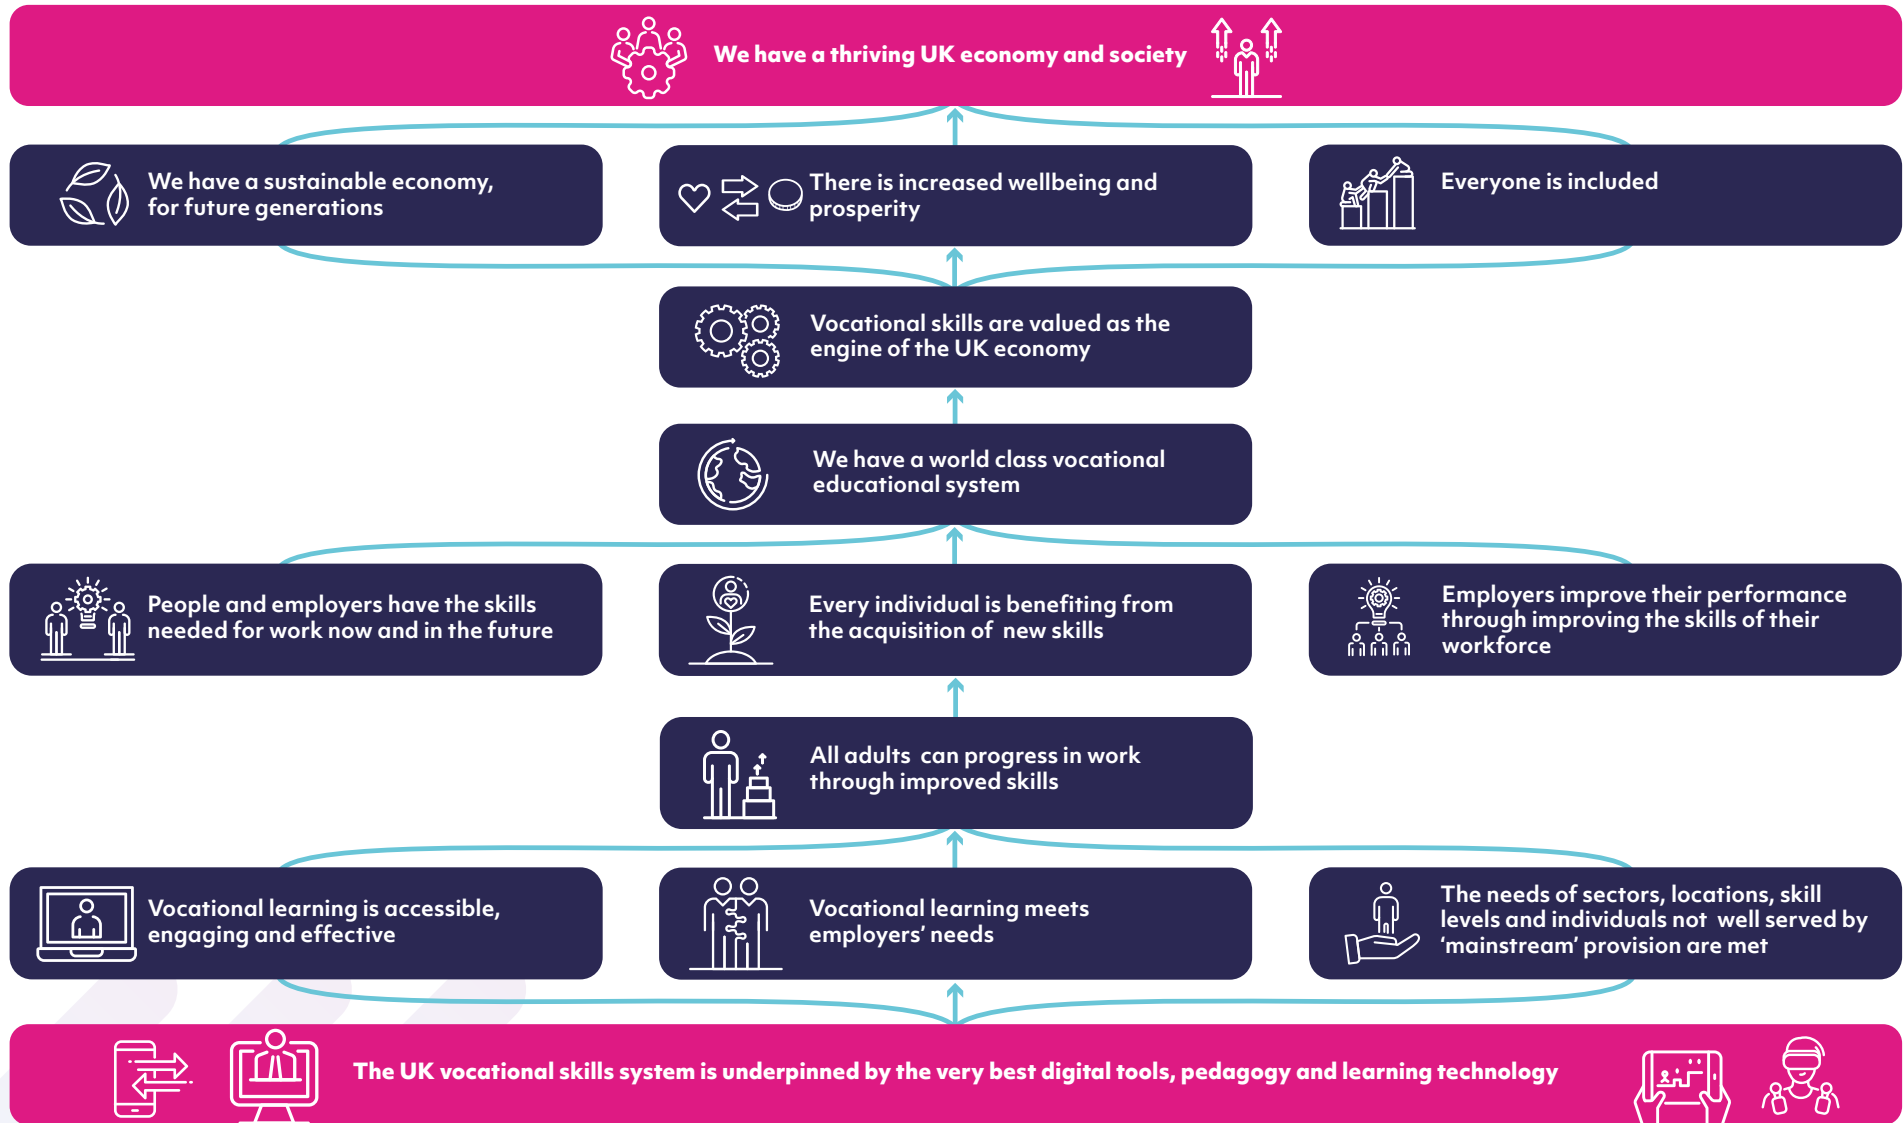 We have a thriving UK economy and society
We have a sustainable economy,
for future generations
There is increased wellbeing and
prosperity
Everyone is included
Vocational skills are valued as the
engine of the UK economy
We have a world class vocational
educational system
People and employers have the skills
needed for work now and in the future
Every individual is benefiting from
the acquisition of new skills
Employers improve their performance
through improving the skills of their
workforce
All adults can progress in work
through improved skills
Vocational learning is accessible,
engaging and effective
Vocational learning meets
employers’ needs
The needs of sectors, locations, skill
levels and individuals not well served by
‘mainstream’ provision are met
The UK vocational skills system is underpinned by the very best digital tools, pedagogy and learning technology